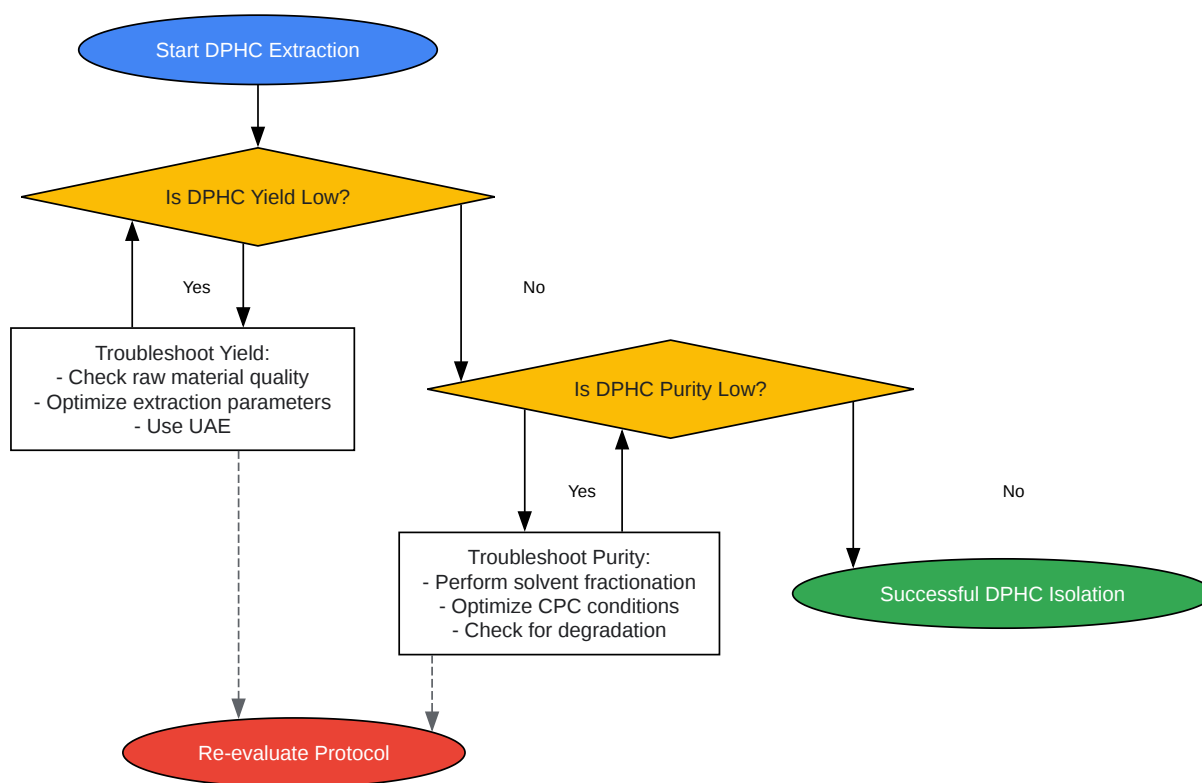 Start DPHC Extraction
Is DPHC Yield Low?
Yes
No
Troubleshoot Yield:
- Check raw material quality
- Optimize extraction parameters
- Use UAE
Is DPHC Purity Low?
Yes
No
Troubleshoot Purity:
- Perform solvent fractionation
- Optimize CPC conditions
- Check for degradation
Successful DPHC Isolation
Re-evaluate Protocol